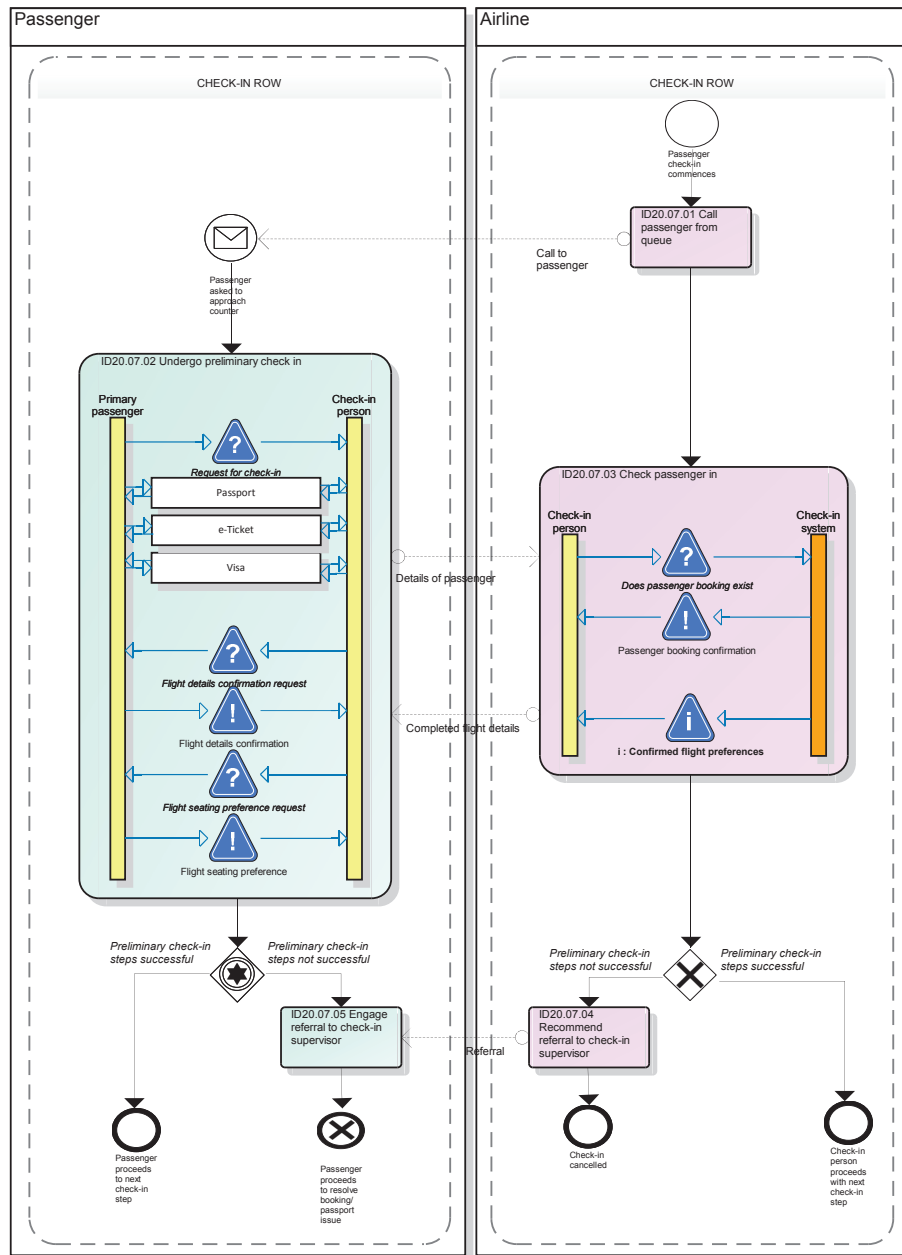 Passenger
Airline
CHECK-IN ROW
CHECK-IN ROW
Passenger
check-in
commences
ID20.07.01 Call
passenger from
queue
Call to
passenger
Passenger
asked to
approach
counter
ID20.07.02 Undergo preliminary check in
Primary
passenger
Check-in
person
?
Request for check-in
Passport
e-Ticket
Visa
?
Flight details confirmation request
!
Flight details confirmation
?
Flight seating preference request
!
Flight seating preference
Details of passenger
Completed flight details
ID20.07.03 Check passenger in
Check-in
person
Check-in
system
?
Does passenger booking exist
!
Passenger booking confirmation
i
i : Confirmed flight preferences
Preliminary check-in
steps successful
Preliminary check-in
steps not successful
Preliminary check-in
steps not successful
Preliminary check-in
steps successful
ID20.07.05 Engage
referral to check-in
supervisor
Referral
ID20.07.04
Recommend
referral to check-in
supervisor
Passenger
proceeds
to next
check-in
step
Passenger
proceeds
to resolve
booking/
passport
issue
Check-in
cancelled
Check-in
person
proceeds
with next
check-in
step